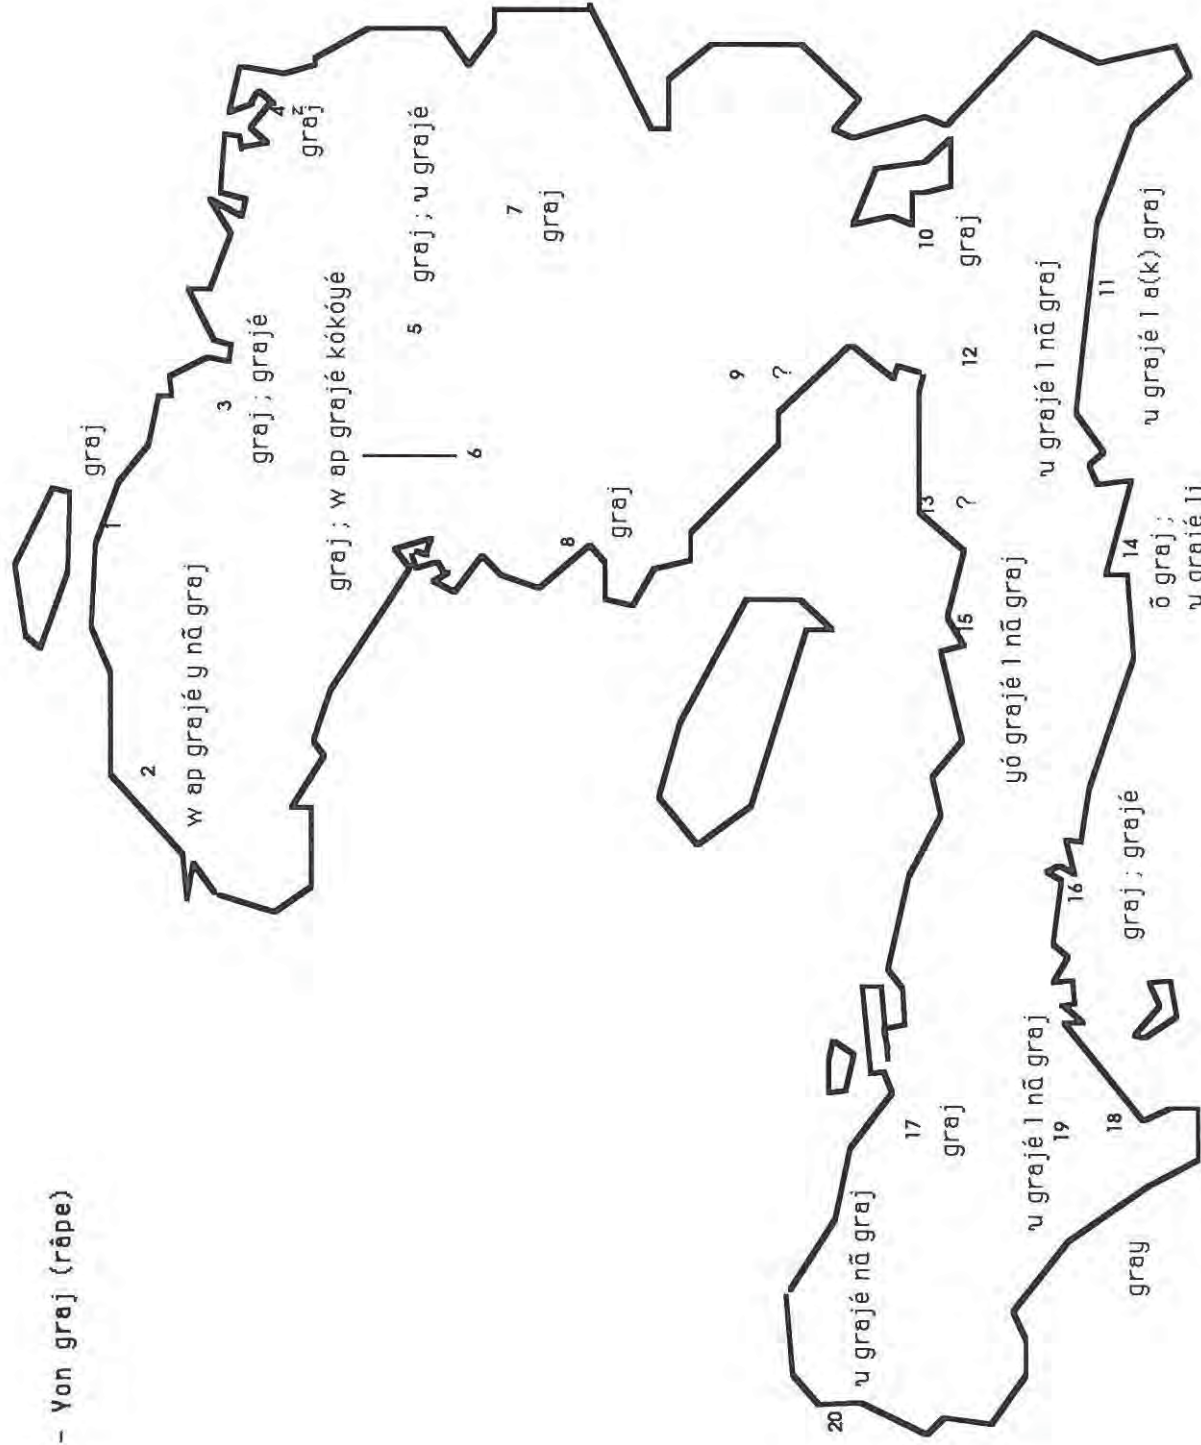 - Yon graj (râpe)
1
graj
2
w ap grajé y nã graj
3
graj ; grajé
4
graj
z
graj ; w ap grajé kókóyé
6
5
graj ; u grajé
7
graj
8
graj
9
?
10
graj
12
u grajé l nã graj
11
u grajé l a(k) graj
13
?
15
yó grajé l nã graj
14
õ graj ;
u grajé li
16
graj ; grajé
17
graj
u grajé l nã graj
19
18
gray
20
u grajé nã graj